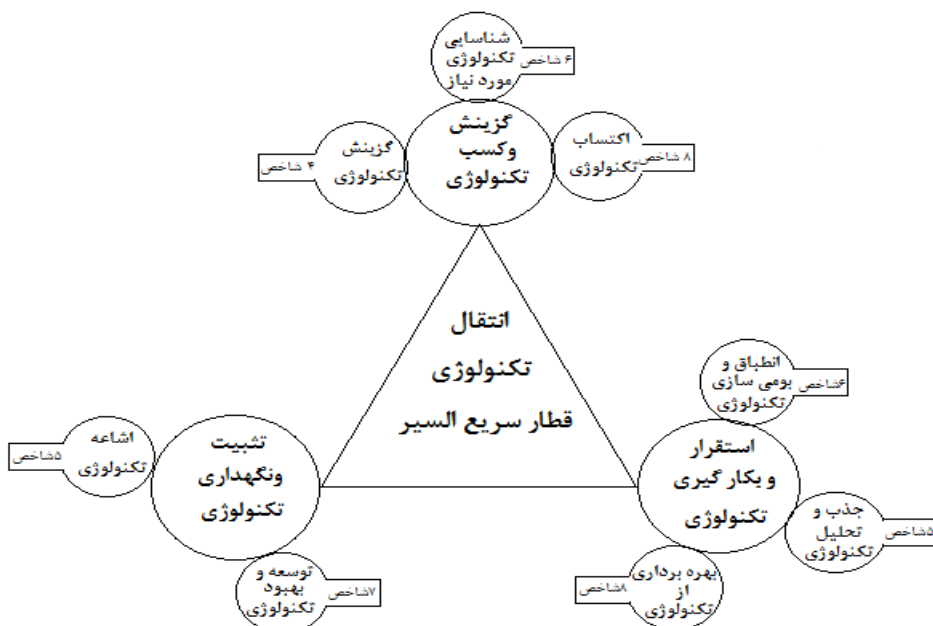 شناسایی
تکنولوژی
مورد نیاز
۶ شاخص
گزینش
وکسب
تکنولوژی
اکتساب
تکنولوژی
۸ شاخص
گزینش
تکنولوژی
۴ شاخص
انتقال
تکنولوژی
قطار سریع السیر
انطباق و
بومی سازی
تکنولوژی
۶شاخص
استقرار
و بکار گیری
تکنولوژی
جذب و
تحلیل
تکنولوژی
۵شاخص
بهره برداری
از
تکنولوژی
۸شاخص
تثبیت
ونگهداری
تکنولوژی
اشاعه
تکنولوژی
۵شاخص
توسعه و
بهبود
تکنولوژی
۷شاخص